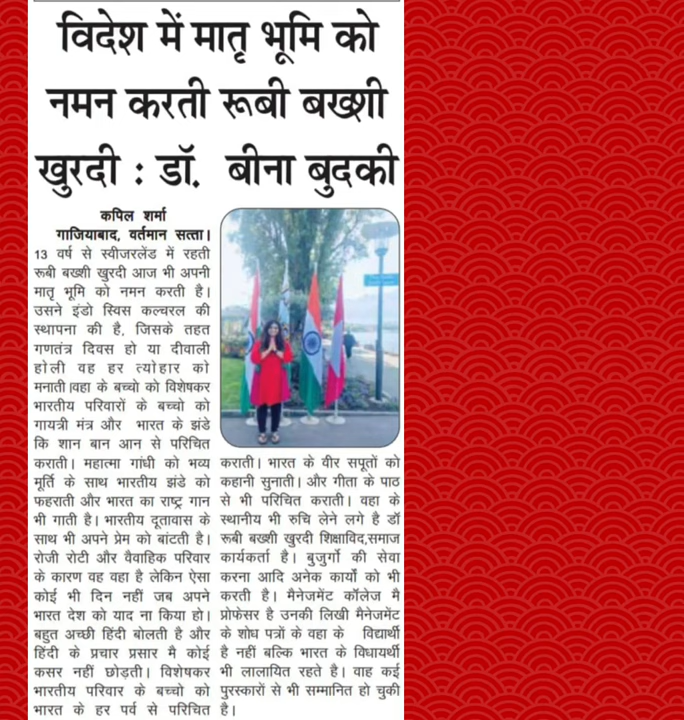 विदेश में मातृ भूमि को
नमन करती रूबी बख्शी
खुरदी : डॉ. बीना बुदकी
कपिल शर्मा
गाजियाबाद, वर्तमान सत्ता।
13 वर्ष से स्वीजरलेंड में रहती
रूबी बख्शी खुरदी आज भी अपनी
मातृ भूमि को नमन करती है।
उसने इंडो स्विस कल्चरल की
स्थापना की है, जिसके तहत
गणतंत्र दिवस हो या दीवाली
होली वह हर त्योहार को
मनाती।वहा के बच्चो को विशेषकर
भारतीय परिवारों के बच्चो को
गायत्री मंत्र और भारत के झंडे
कि शान बान आन से परिचित
कराती। महात्मा गांधी को भव्य
मूर्ति के साथ भारतीय झंडे को
फहराती और भारत का राष्ट्र गान
भी गाती है। भारतीय दूतावास के
साथ भी अपने प्रेम को बांटती है।
रोजी रोटी और वैवाहिक परिवार
के कारण वह वहा है लेकिन ऐसा
कोई भी दिन नहीं जब अपने
भारत देश को याद ना किया हो।
बहुत अच्छी हिंदी बोलती है और
हिंदी के प्रचार प्रसार मै कोई
कसर नहीं छोड़ती। विशेषकर
भारतीय परिवार के बच्चो को
भारत के हर पर्व से परिचित
कराती। भारत के वीर सपूतों को
कहानी सुनाती। और गीता के पाठ
से भी परिचित कराती। वहा के
स्थानीय भी रुचि लेने लगे है डॉ
रूबी बख्शी खुरदी शिक्षाविद,समाज
कार्यकर्ता है। बुजुर्गो की सेवा
करना आदि अनेक कार्यों को भी
करती है। मैनेजमेंट कॉलेज मै
प्रोफेसर है उनकी लिखी मैनेजमेंट
के शोध पत्रों के वहा के विद्यार्थी
है नहीं बल्कि भारत के विधायर्थी
भी लालायित रहते है। वाह कई
पुरस्कारों से भी सम्मानित हो चुकी
है।